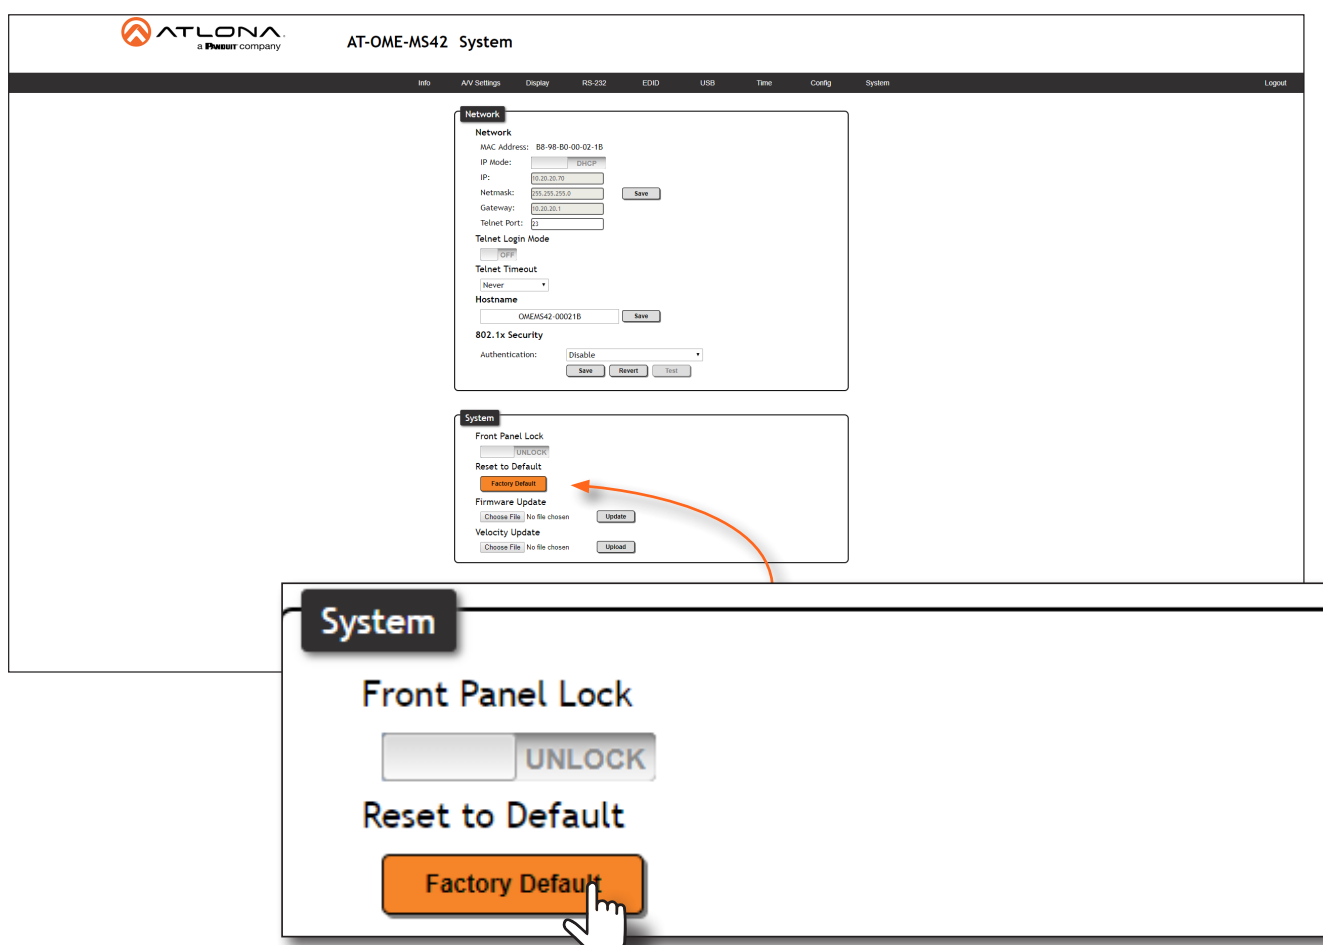 ATLONA.
a PANDUIT company
AT-OME-MS42 System
Info A/V Settings Display RS-232 EDID USB Time Config System Logout
Network
Network
MAC Address: B8-98-B0-00-02-1B
IP Mode: DHCP
IP: 10.20.20.70
Netmask: 255.255.255.0 Save
Gateway: 10.20.20.1
Telnet Port: 23
Telnet Login Mode
OFF
Telnet Timeout
Never
Hostname
OMEMS42-00021B Save
802.1x Security
Authentication: Disable
Save Revert Test
System
Front Panel Lock
UNLOCK
Reset to Default
Factory Default
Firmware Update
Choose File No file chosen Update
Velocity Update
Choose File No file chosen Upload
System
Front Panel Lock
UNLOCK
Reset to Default
Factory Default